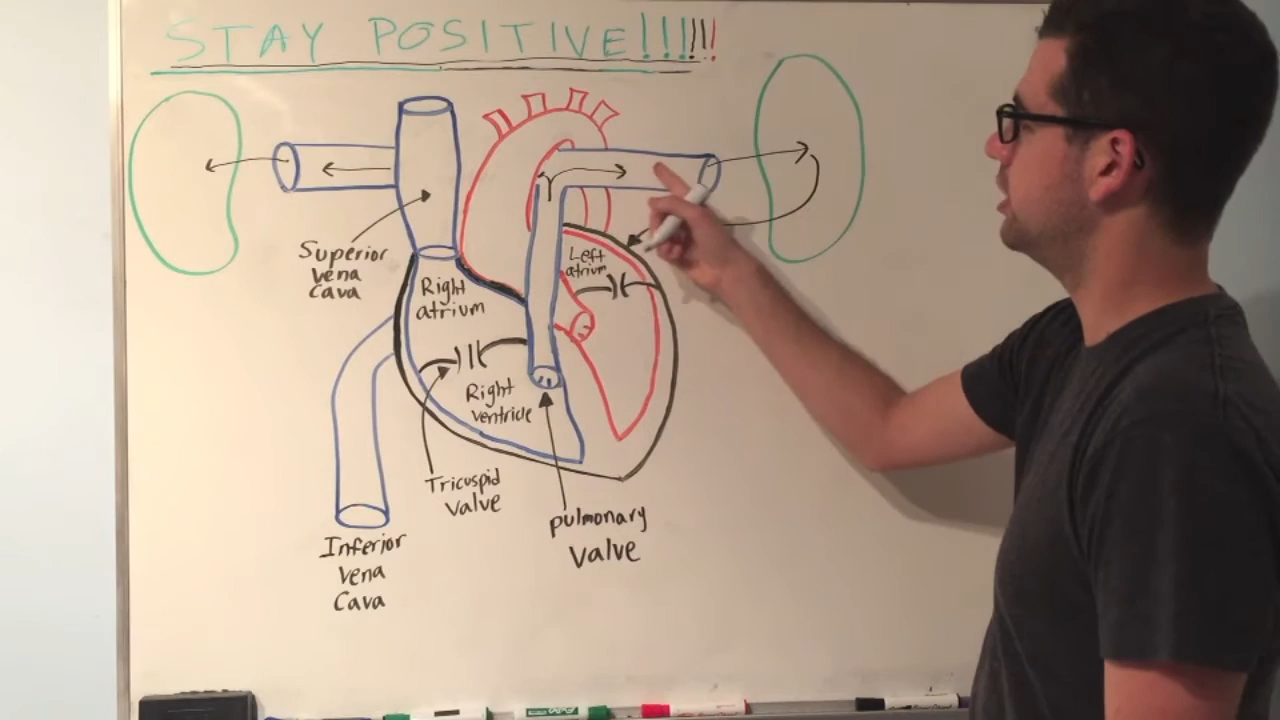 STAY POSITIVE!!!!!!
Superior
Vena
Cava
Right
atrium
Left
atrium
Right
ventricle
Tricuspid
Valve
Pulmonary
Valve
Inferior
Vena
Cava